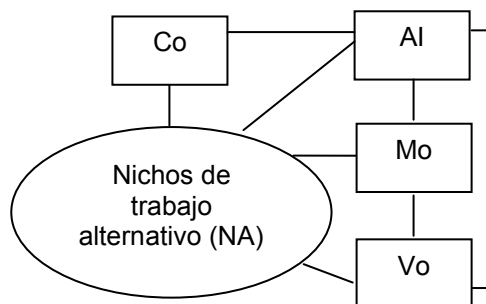 Co
Al
Mo
Nichos de
trabajo
alternativo (NA)
Vo